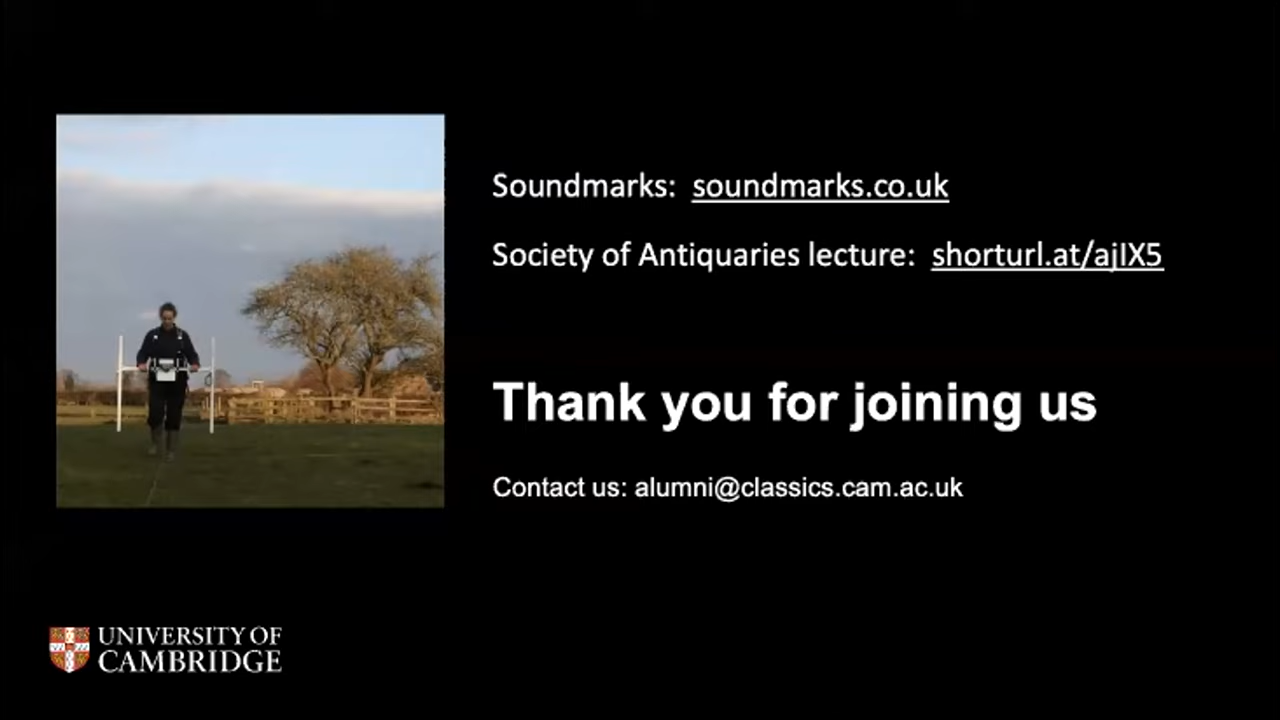 Soundmarks: soundmarks.co.uk
Society of Antiquaries lecture: shorturl.at/ajIX5
Thank you for joining us
Contact us: alumni@classics.cam.ac.uk
UNIVERSITY OF
CAMBRIDGE